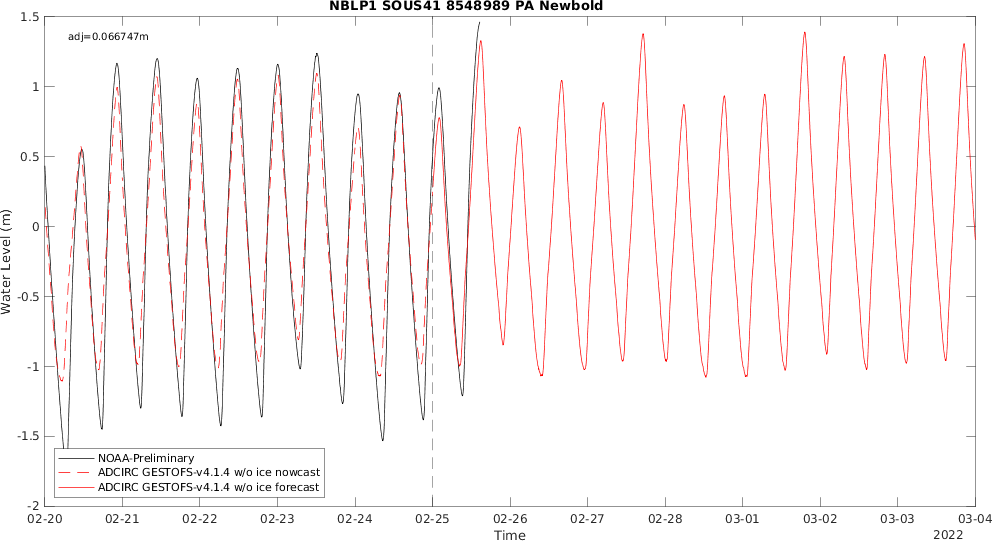 NBLP1 SOUS41 8548989 PA Newbold
adj=0.066747m
1.5
1
0.5
0
-0.5
-1
-1.5
-2
Water Level (m)
NOAA-Preliminary
ADCIRC GESTOFS-v4.1.4 w/o ice nowcast
ADCIRC GESTOFS-v4.1.4 w/o ice forecast
02-20 02-21 02-22 02-23 02-24 02-25 02-26 02-27 02-28 03-01 03-02 03-03 03-04
Time
2022